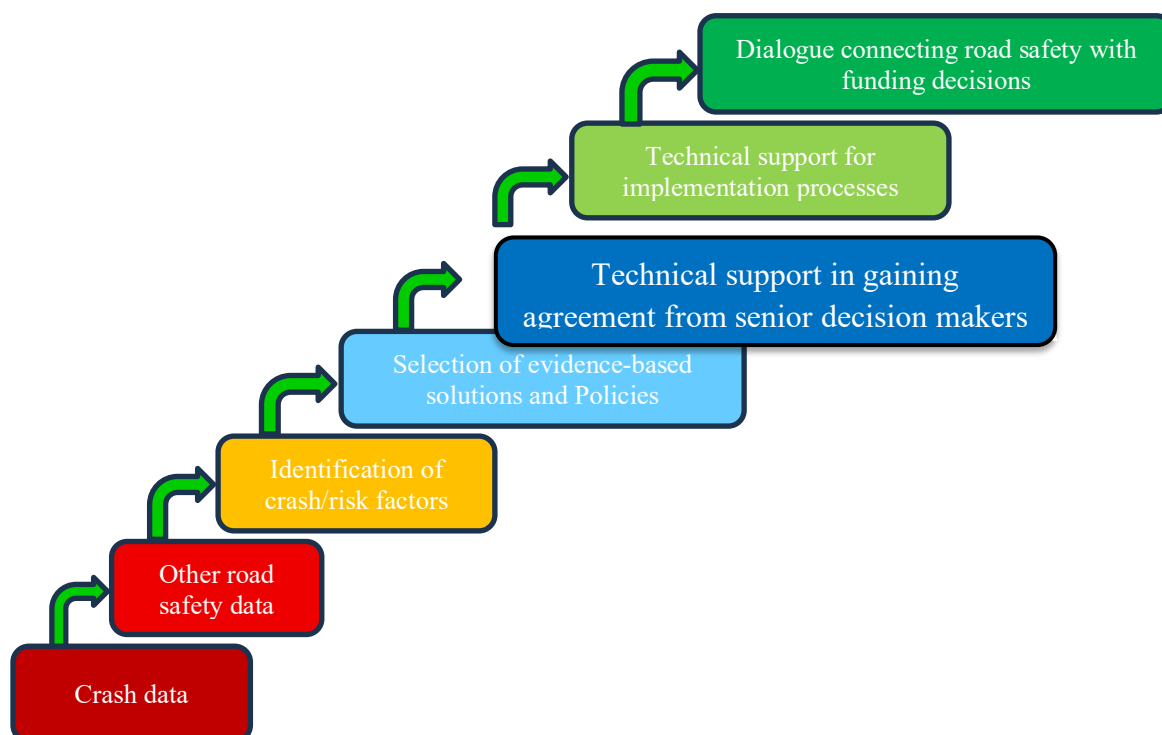 Dialogue connecting road safety with
funding decisions
Technical support for
implementation processes
Technical support in gaining
agreement from senior decision makers
Selection of evidence-based
solutions and Policies
Identification of
crash/risk factors
Other road
safety data
Crash data